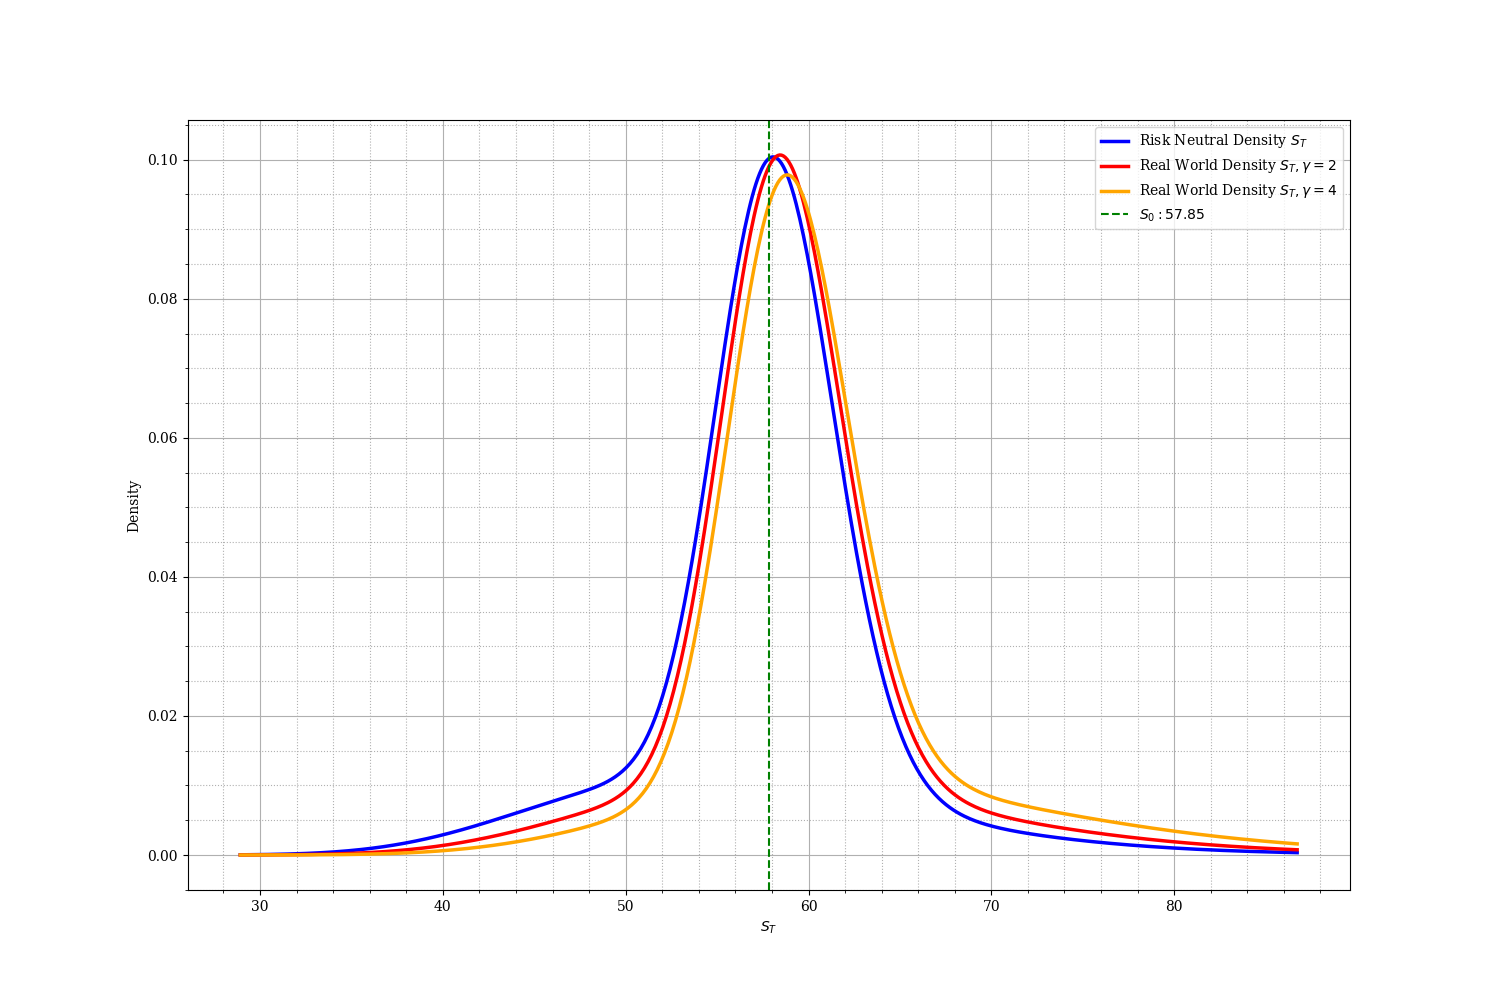 Risk Neutral Density $S_T$
Real World Density $S_T, \gamma = 2$
Real World Density $S_T, \gamma = 4$
$S_0 : 57.85$
0.10
0.08
0.06
0.04
0.02
0.00
Density
30 40 50 60 70 80
$S_T$